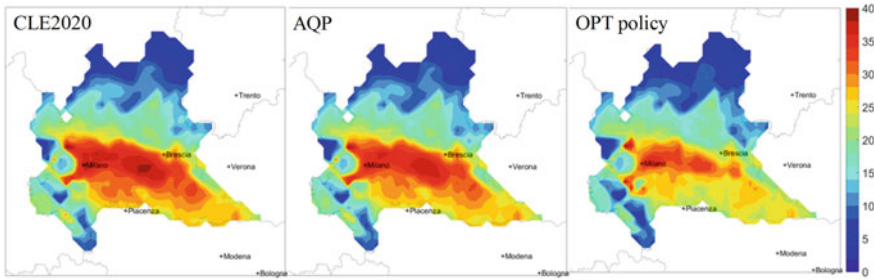 CLE2020
AQP
OPT policy
Trento
Milano
Brescia
Verona
Piacenza
Modena
Bologna
Trento
Milano
Brescia
Verona
Piacenza
Modena
Bologna
Trento
Milano
Brescia
Verona
Piacenza
Modena
Bologna
40
35
30
25
20
15
10
5
0